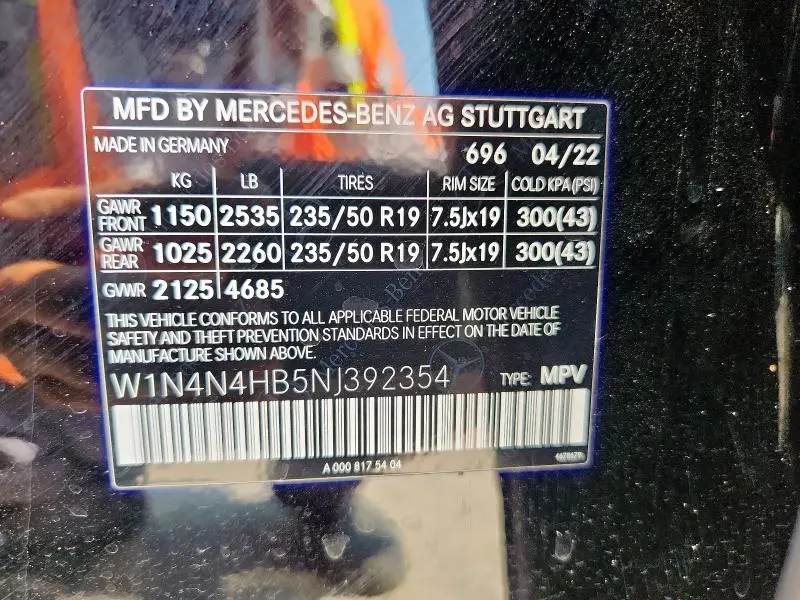 MFD BY MERCEDES-BENZ AG STUTTGART
MADE IN GERMANY 696 04/22
KG LB TIRES RIM SIZE COLD KPA (PSI)
GAWR FRONT 1150 2535 235/50 R19 7.5Jx19 300(43)
GAWR REAR 1025 2260 235/50 R19 7.5Jx19 300(43)
GVWR 2125 4685
THIS VEHICLE CONFORMS TO ALL APPLICABLE FEDERAL MOTOR VEHICLE
SAFETY AND THEFT PREVENTION STANDARDS IN EFFECT ON THE DATE OF
MANUFACTURE SHOWN ABOVE.
W1N4N4HB5NJ392354 TYPE: MPV
A 000 817 54 04